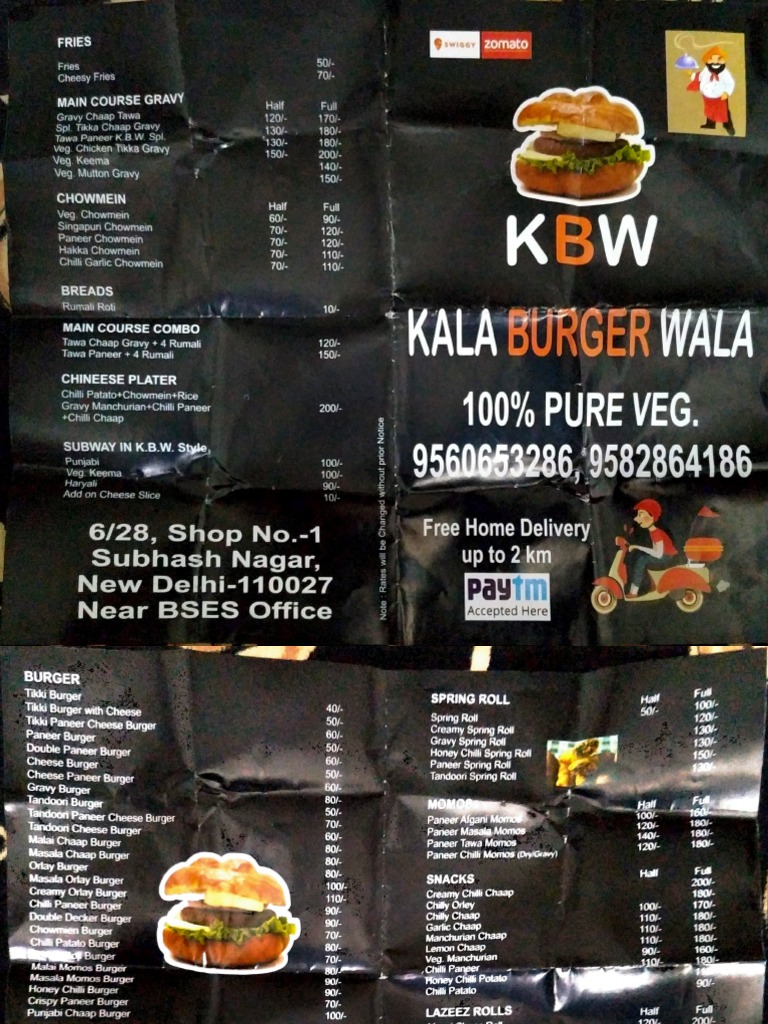 FRIES
Fries 50/-
Cheesy Fries 70/-
MAIN COURSE GRAVY Half Full
Gravy Chaap Tawa 120/- 170/-
Spl. Tikka Chaap Gravy 130/- 180/-
Tawa Paneer K.B.W. Spl. 130/- 180/-
Veg. Chicken Tikka Gravy 150/- 200/-
Veg. Keema 140/-
Veg. Mutton Gravy 150/-
CHOWMEIN Half Full
Veg. Chowmein 60/- 90/-
Singapuri Chowmein 70/- 120/-
Paneer Chowmein 70/- 120/-
Hakka Chowmein 70/- 110/-
Chilli Garlic Chowmein 70/- 110/-
BREADS
Rumali Roti 10/-
MAIN COURSE COMBO
Tawa Chaap Gravy + 4 Rumali 120/-
Tawa Paneer + 4 Rumali 150/-
CHINEESE PLATER
Chilli Patato+Chowmein+Rice
Gravy Manchurian+Chilli Paneer 200/-
+Chilli Chaap
SUBWAY IN K.B.W. Style
Punjabi 100/-
Veg. Keema 100/-
Haryali 90/-
Add on Cheese Slice 10/-
6/28, Shop No.-1
Subhash Nagar,
New Delhi-110027
Near BSES Office
Note : Rates will be Changed without prior Notice
SWIGGY zomato
KBW
KALA BURGER WALA
100% PURE VEG.
9560653286, 9582864186
Free Home Delivery
up to 2 km
paytm
Accepted Here
BURGER
Tikki Burger 40/-
Tikki Burger with Cheese 50/-
Tikki Paneer Cheese Burger 60/-
Paneer Burger 50/-
Double Paneer Burger 60/-
Cheese Burger 50/-
Cheese Paneer Burger 60/-
Gravy Burger 80/-
Tandoori Burger 50/-
Tandoori Paneer Cheese Burger 70/-
Tandoori Cheese Burger 60/-
Malai Chaap Burger 80/-
Masala Chaap Burger 80/-
Orlay Burger 80/-
Masala Orlay Burger 100/-
Creamy Orlay Burger 110/-
Chilli Paneer Burger 90/-
Double Decker Burger 90/-
Chowmien Burger 70/-
Chilli Patato Burger 80/-
Burger 70/-
Malai Momos Burger 80/-
Masala Momos Burger 90/-
Honey Chilli Burger 90/-
Crispy Paneer Burger 70/-
Punjabi Chaap Burger 100/-
SPRING ROLL Half Full
Spring Roll 50/- 100/-
Creamy Spring Roll 120/-
Gravy Spring Roll 130/-
Honey Chilli Spring Roll 130/-
Paneer Spring Roll 150/-
Tandoori Spring Roll
MOMOS Half Full
Paneer Afgani Momos 100/- 160/-
Paneer Masala Momos 120/- 180/-
Paneer Tawa Momos 140/- 180/-
Paneer Chilli Momos (Dry/Gravy) 120/- 180/-
SNACKS Half Full
Creamy Chilli Chaap 200/-
Chilly Orley 180/-
Chilly Chaap 100/- 170/-
Garlic Chaap 110/- 180/-
Manchurian Chaap 110/- 180/-
Lemon Chaap 110/- 180/-
Veg. Manchurian 90/- 160/-
Chilli Paneer 110/- 180/-
Honey Chilli Potato
Chilli Patato 90/-
LAZEEZ ROLLS Half Full
120/- 200/-